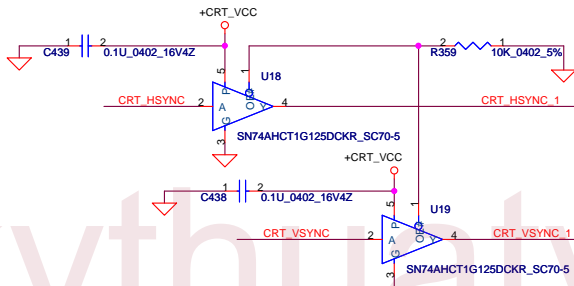 +CRT_VCC
1 2
C439 0.1U_0402_16V4Z
2 1
R359 10K_0402_5%
5 1
U18
P OE#
CRT_HSYNC 2 A Y 4 CRT_HSYNC_1
G
3
SN74AHCT1G125DCKR_SC70-5
+CRT_VCC
1 2
C438 0.1U_0402_16V4Z
5 1
U19
P OE#
CRT_VSYNC 2 A Y 4 CRT_VSYNC_1
G
3
SN74AHCT1G125DCKR_SC70-5